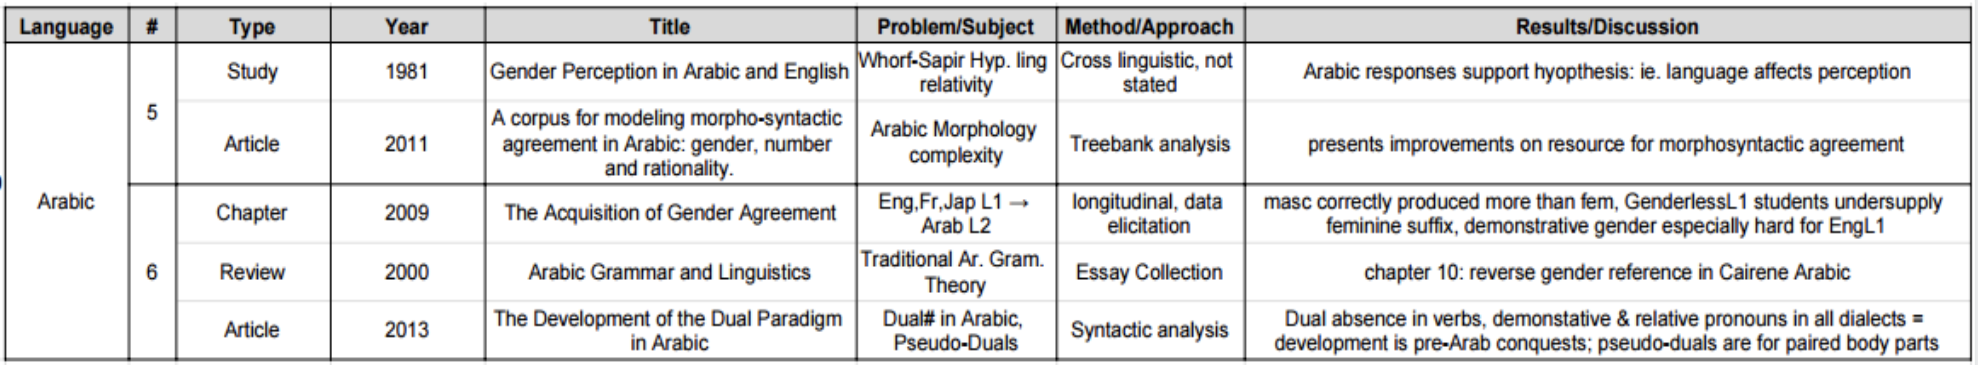 Language # Type Year Title Problem/Subject Method/Approach Results/Discussion
Arabic
5
Study 1981 Gender Perception in Arabic and English
Whorf-Sapir Hyp. ling
relativity
Cross linguistic, not
stated
Arabic responses support hyopthesis: ie. language affects perception
Article 2011
A corpus for modeling morpho-syntactic
agreement in Arabic: gender, number
and rationality.
Arabic Morphology
complexity
Treebank analysis
presents improvements on resource for morphosyntactic agreement
6
Chapter 2009 The Acquisition of Gender Agreement
Eng,Fr,Jap L1 →
Arab L2
longitudinal, data
elicitation
masc correctly produced more than fem, GenderlessL1 students undersupply
feminine suffix, demonstrative gender especially hard for EngL1
Review 2000 Arabic Grammar and Linguistics
Traditional Ar. Gram.
Theory
Essay Collection
chapter 10: reverse gender reference in Cairene Arabic
Article 2013
The Development of the Dual Paradigm
in Arabic
Dual# in Arabic,
Pseudo-Duals
Syntactic analysis
Dual absence in verbs, demonstative & relative pronouns in all dialects =
development is pre-Arab conquests; pseudo-duals are for paired body parts